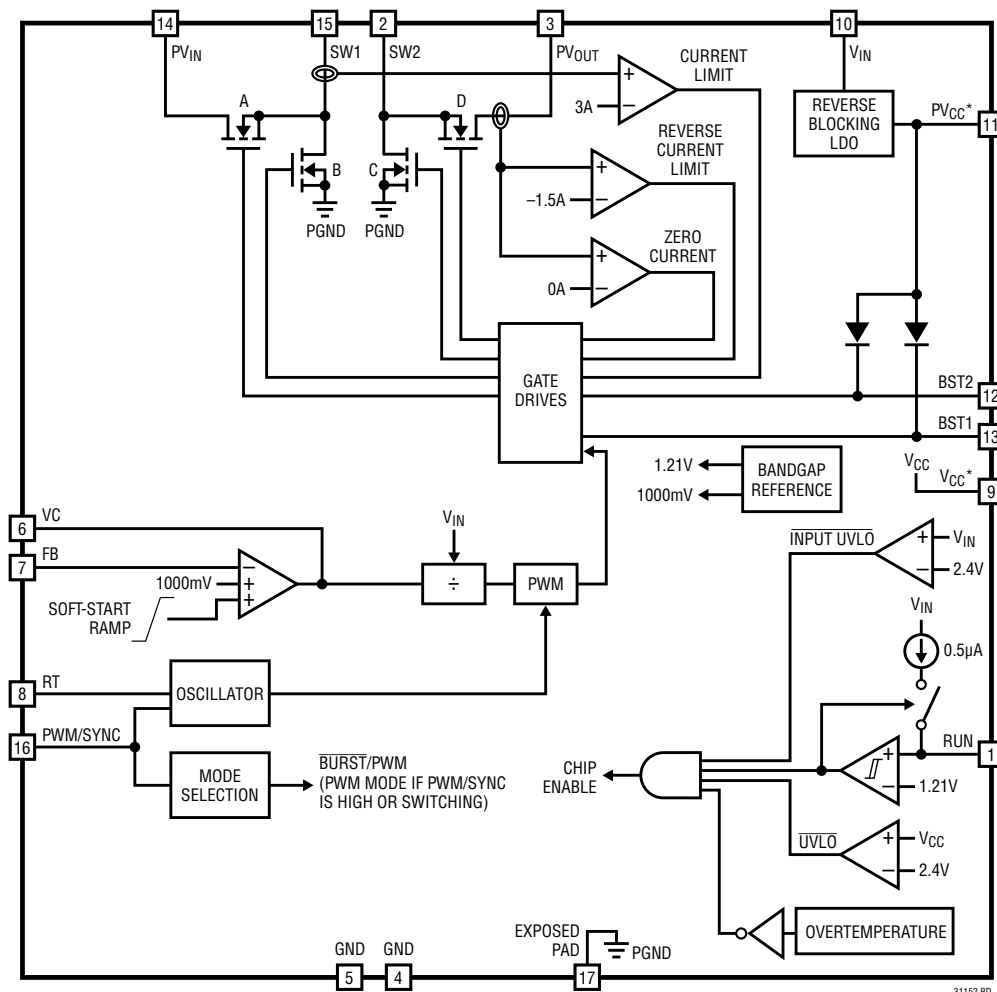 14
15
2
3
10
PVIN
SW1
SW2
PVOUT
VIN
CURRENT
LIMIT
+
3A
–
A
D
B
C
PGND
PGND
REVERSE
CURRENT
LIMIT
+
–1.5A
–
ZERO
CURRENT
+
0A
–
REVERSE
BLOCKING
LDO
PVCC*
11
GATE
DRIVES
BST2
12
BST1
13
1.21V
1000mV
BANDGAP
REFERENCE
VCC
VCC*
9
6
VC
7
FB
1000mV
–
+
+
SOFT-START
RAMP
VIN
÷
PWM
INPUT UVLO
+
–
VIN
2.4V
VIN
0.5µA
8
RT
OSCILLATOR
16
PWM/SYNC
MODE
SELECTION
BURST/PWM
(PWM MODE IF PWM/SYNC
IS HIGH OR SWITCHING)
CHIP
ENABLE
RUN
1
+
–
1.21V
UVLO
+
–
VCC
2.4V
OVERTEMPERATURE
GND
GND
5
4
EXPOSED
PAD
17
PGND
31152 BD